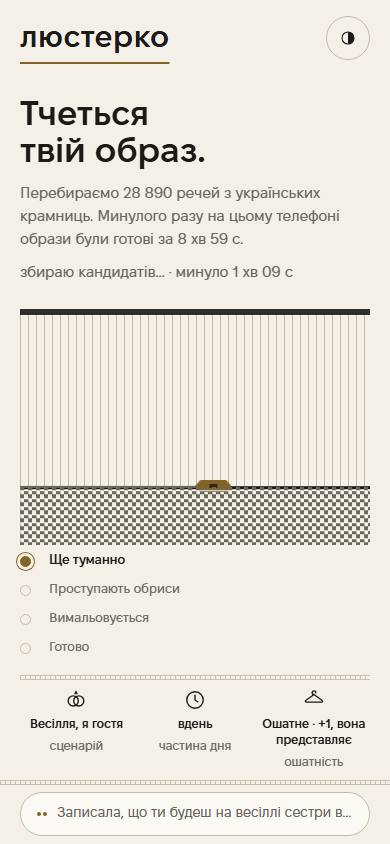 люстерко
Тчеться
твій образ.
Перебираємо 28 890 речей з українських
крамниць. Минулого разу на цьому телефоні
образи були готові за 8 хв 59 с.
збираю кандидатів... · минуло 1 хв 09 с
Ще туманно
Проступають обриси
Вимальовується
Готово
Весілля, я гостя
сценарій
вдень
частина дня
Ошатне · +1, вона
представляє
ошатність
Записала, що ти будеш на весіллі сестри в...